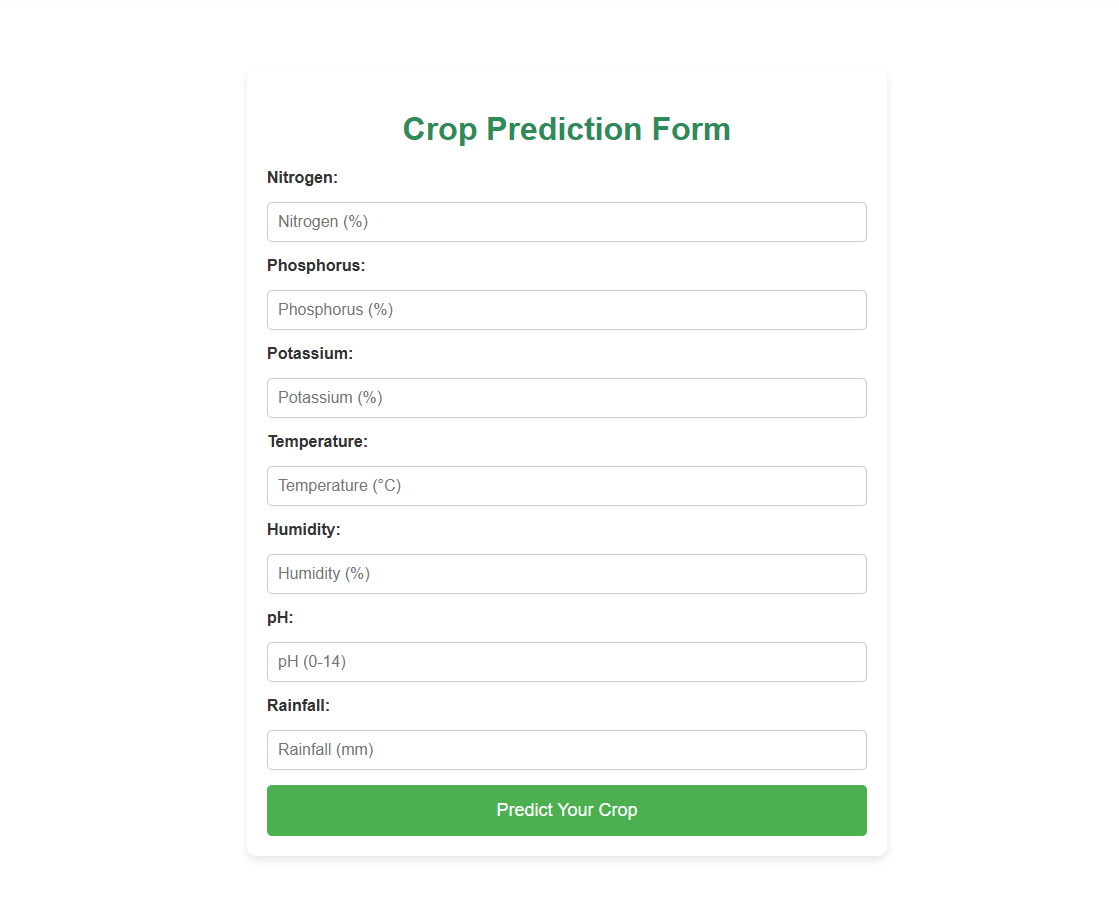 Crop Prediction Form
Nitrogen:
Nitrogen (%)
Phosphorus:
Phosphorus (%)
Potassium:
Potassium (%)
Temperature:
Temperature (°C)
Humidity:
Humidity (%)
pH:
pH (0-14)
Rainfall:
Rainfall (mm)
Predict Your Crop